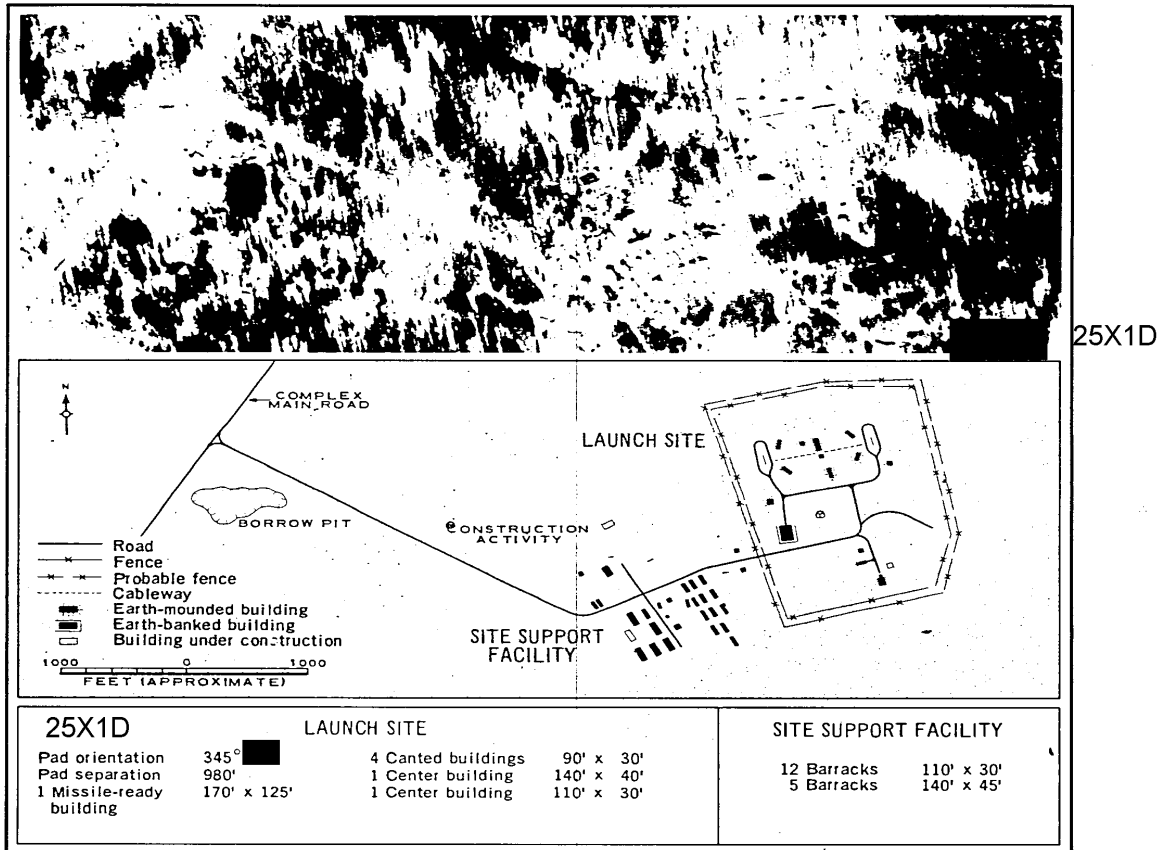 25X1D
N
COMPLEX
MAIN ROAD
LAUNCH SITE
BORROW PIT
CONSTRUCTION
ACTIVITY
Road
Fence
Probable fence
Cableway
Earth-mounded building
Earth-banked building
Building under construction
SITE SUPPORT
FACILITY
1000 0 1000
FEET (APPROXIMATE)
25X1D
LAUNCH SITE
Pad orientation 345°
Pad separation 980'
1 Missile-ready 170' x 125'
building
4 Canted buildings 90' x 30'
1 Center building 140' x 40'
1 Center building 110' x 30'
SITE SUPPORT FACILITY
12 Barracks 110' x 30'
5 Barracks 140' x 45'